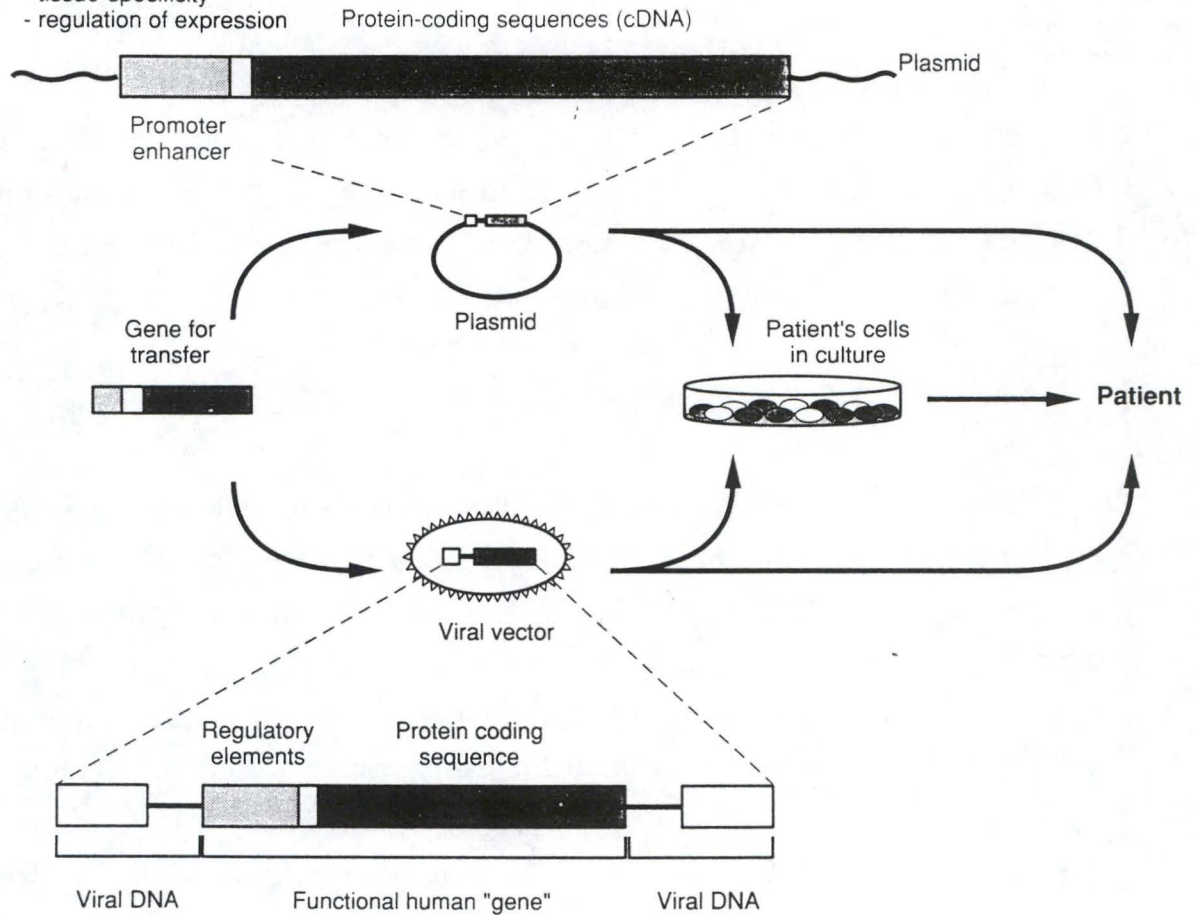 - regulation of expression
Protein-coding sequences (cDNA)
Plasmid
Promoter
enhancer
Plasmid
Gene for
transfer
Patient's cells
in culture
Patient
Viral vector
Regulatory
elements
Protein coding
sequence
Viral DNA
Functional human "gene"
Viral DNA